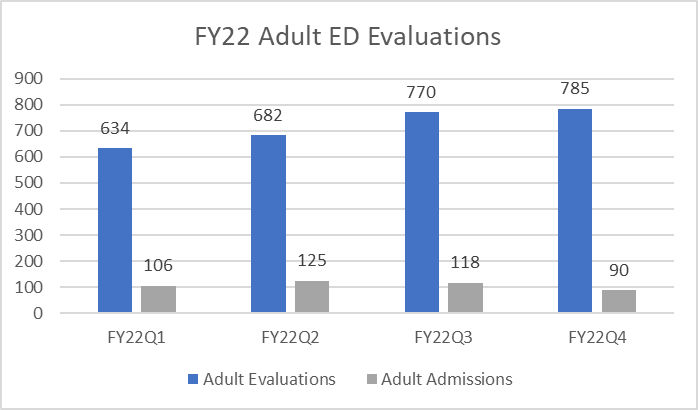 FY22 Adult ED Evaluations
900
800
700
600
500
400
300
200
100
0
634
106
682
125
770
118
785
90
FY22Q1
FY22Q2
FY22Q3
FY22Q4
Adult Evaluations
Adult Admissions